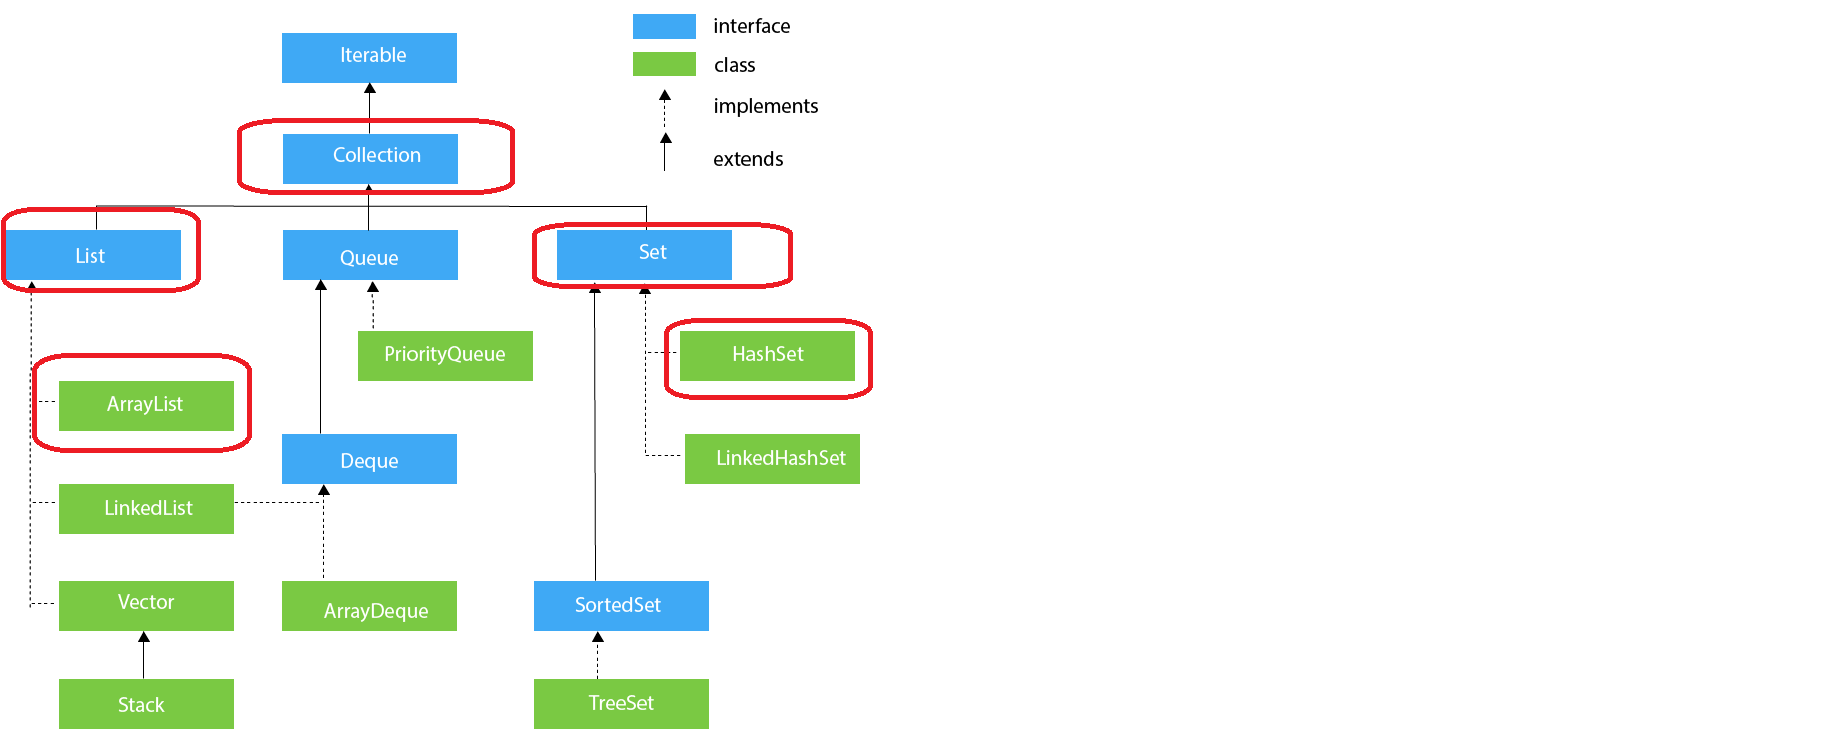 interface
Iterable
class
implements
Collection
extends
List
Queue
Set
PriorityQueue
HashSet
ArrayList
Deque
LinkedHashSet
LinkedList
Vector
ArrayDeque
SortedSet
Stack
TreeSet